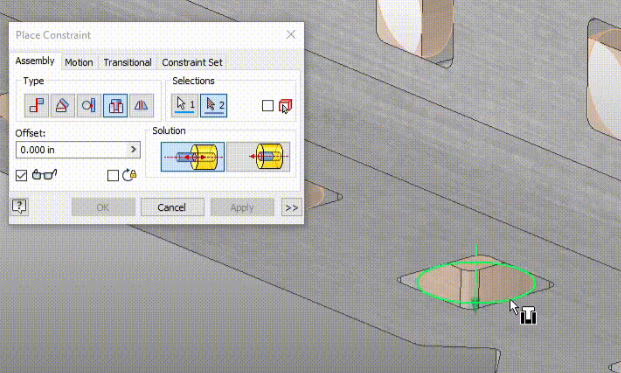 Place Constraint
Assembly Motion Transitional Constraint Set
Type
Selections
1 2
Offset:
Solution
0.000 in
OK Cancel Apply >>